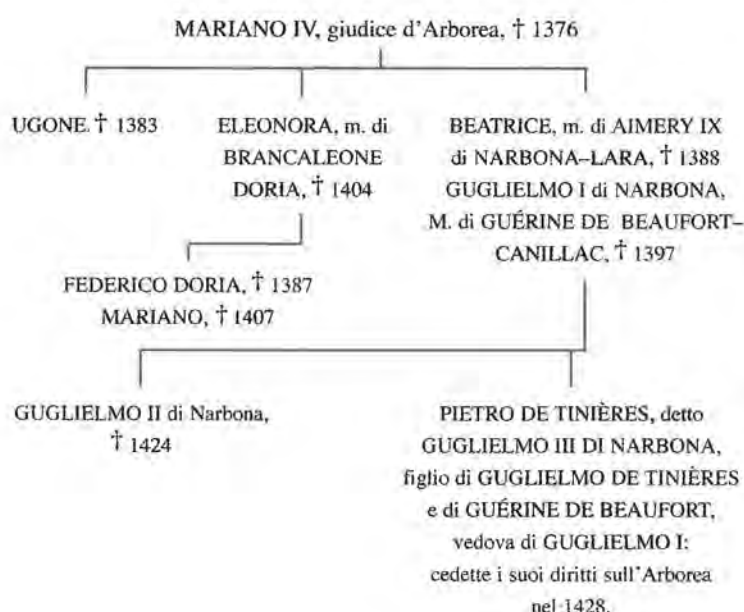 MARIANO IV, giudice d'Arborea, † 1376
UGONE. † 1383
ELEONORA, m. di
BRANCALEONE
DORIA, † 1404
BEATRICE, m. di AIMERY IX
di NARBONA–LARA, † 1388
GUGLIELMO I di NARBONA,
M. di GUÉRINE DE BEAUFORT–
CANILLAC, † 1397
FEDERICO DORIA, † 1387
MARIANO, † 1407
GUGLIELMO II di Narbona,
† 1424
PIETRO DE TINIÈRES, detto
GUGLIELMO III DI NARBONA,
figlio di GUGLIELMO DE TINIÈRES
e di GUÉRINE DE BEAUFORT,
vedova di GUGLIELMO I:
cedette i suoi diritti sull'Arborea
nel 1428.